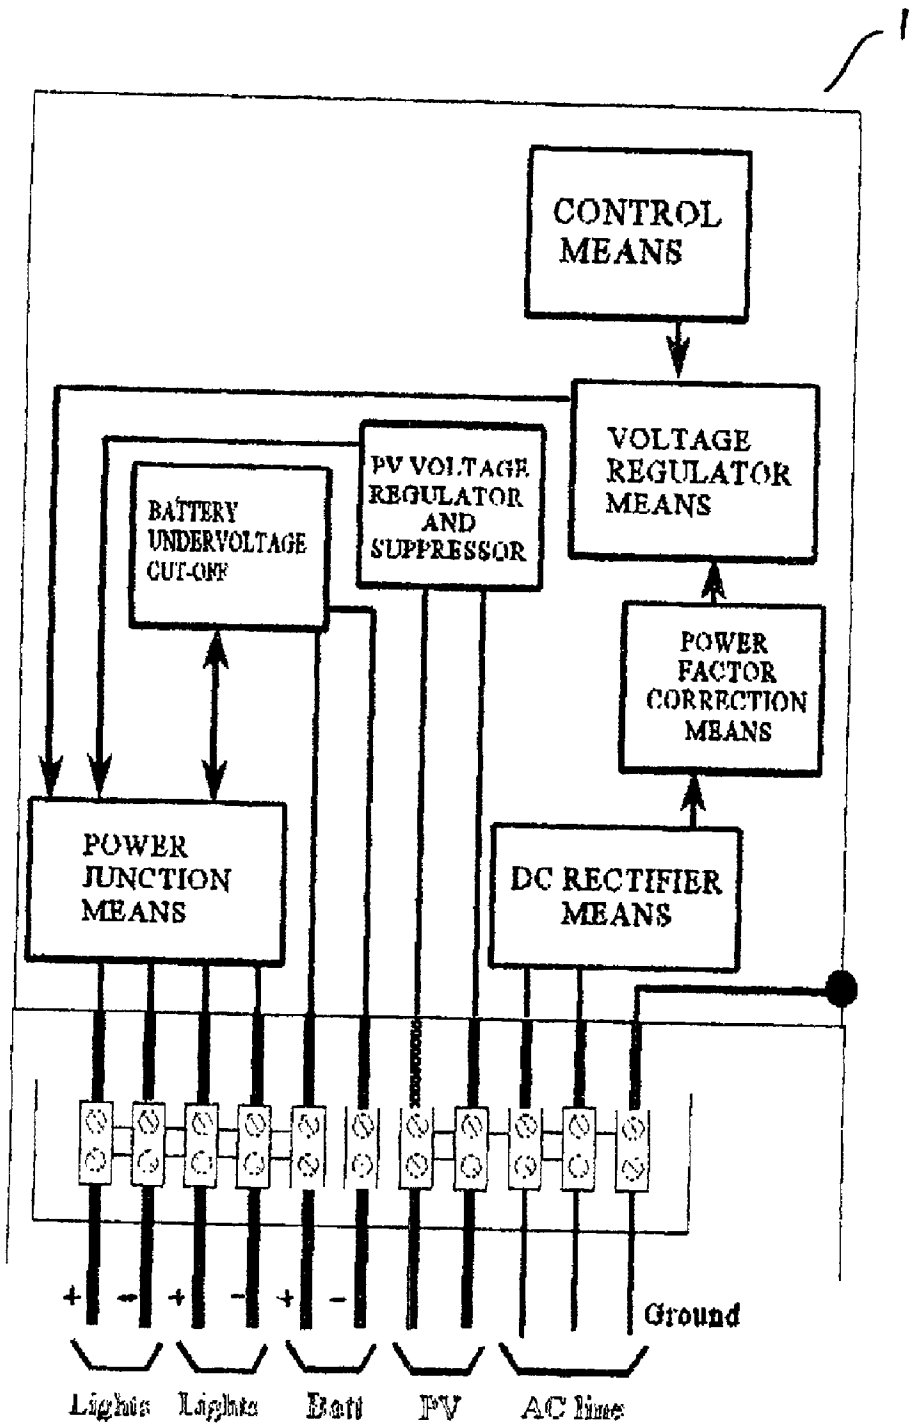 1
CONTROL
MEANS
VOLTAGE
REGULATOR
MEANS
PV VOLTAGE
REGULATOR
AND
SUPPRESSOR
BATTERY
UNDERVOLTAGE
CUT-OFF
POWER
FACTOR
CORRECTION
MEANS
POWER
JUNCTION
MEANS
DC RECTIFIER
MEANS
+ - + - + -
Ground
Lights Lights Batt PV AC line